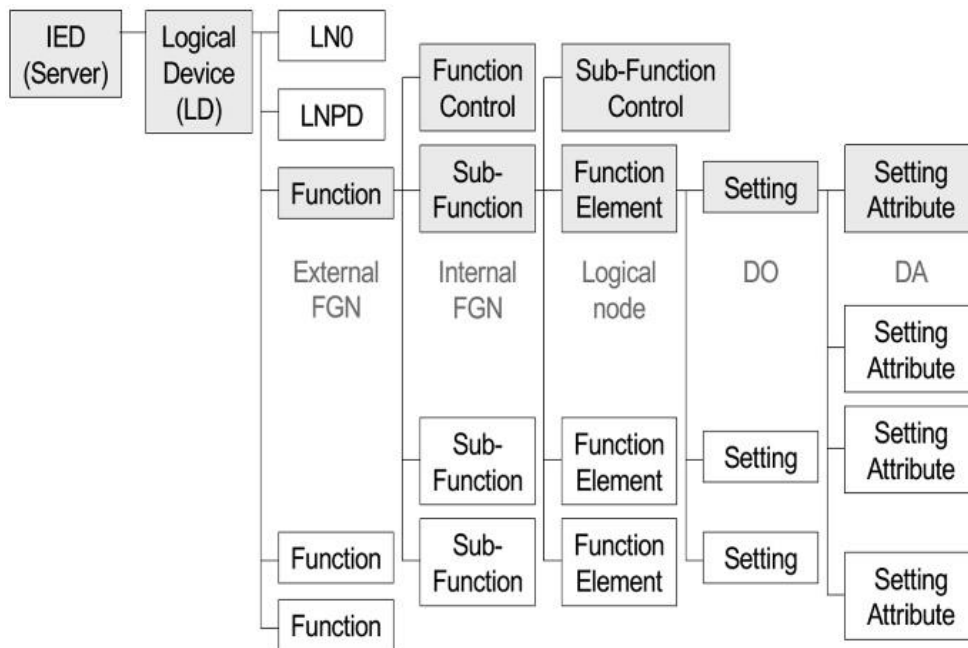 IED
(Server)
Logical
Device
(LD)
LN0
LNPD
Function
Control
Sub-Function
Control
Function
Sub-
Function
Function
Element
Setting
Setting
Attribute
External
FGN
Internal
FGN
Logical
node
DO
DA
Setting
Attribute
Sub-
Function
Function
Element
Setting
Setting
Attribute
Function
Sub-
Function
Function
Element
Setting
Setting
Attribute
Function